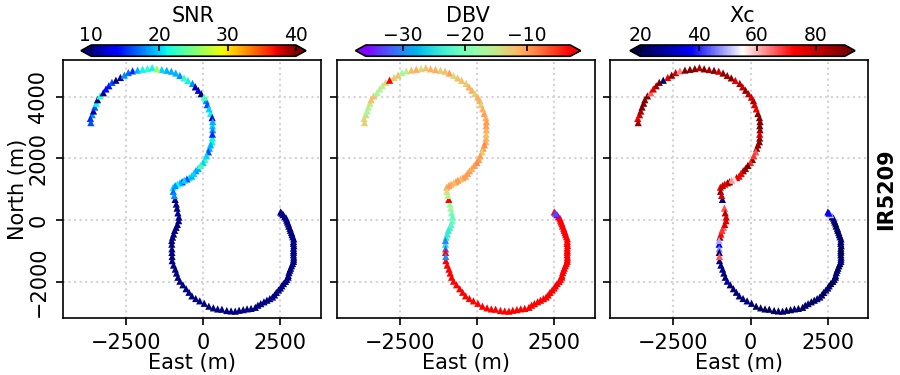 SNR DBV Xc
10 20 30 40 −30 −20 −10 20 40 60 80
4000
2000
0
−2000
North (m)
IR5209
−2500 0 2500 −2500 0 2500 −2500 0 2500
East (m) East (m) East (m)